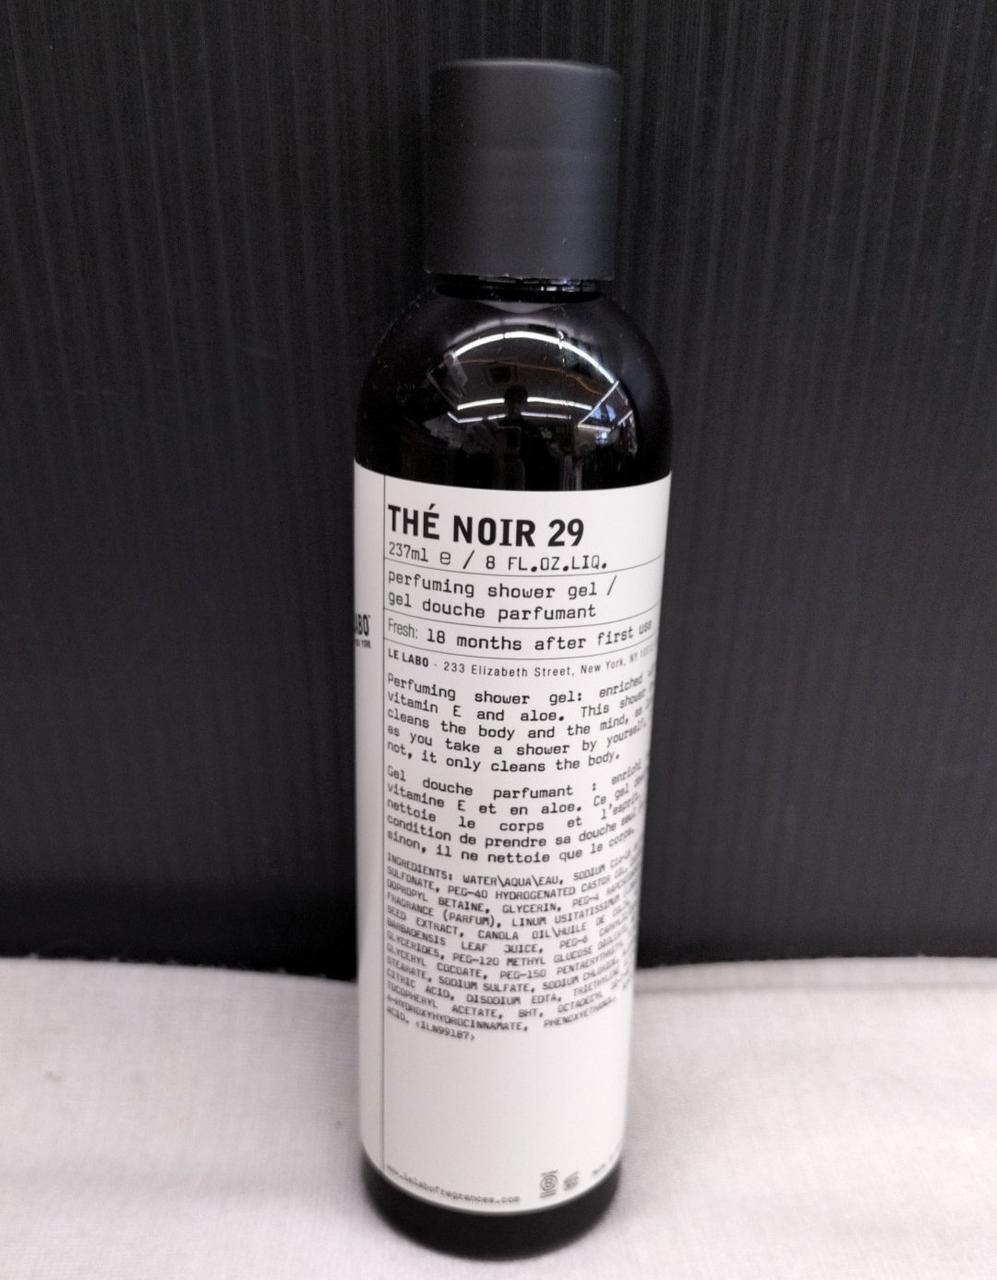 THÉ NOIR 29
237ml e / 8 FL.OZ.LIQ.
perfuming shower gel /
gel douche parfumant
Fresh: 18 months after first use
LE LABO - 233 Elizabeth Street, New York, NY
Perfuming shower gel: enriched
vitamin E and aloe. This shower
cleans the body and the mind,
as you take a shower by yourself.
not, it only cleans the body.
Gel douche parfumant : enrichi
vitamine E et en aloe. Ce gel
nettoie le corps et l'esprit
condition de prendre sa douche seul
sinon, il ne nettoie que le corps.
INGREDIENTS: WATER\AQUA\EAU, SODIUM
SULFONATE, PEG-40 HYDROGENATED CASTOR OIL,
BETAINE, GLYCERIN, PEG-4
FRAGRANCE (PARFUM), LINUM USITATISSIMUM
SEED EXTRACT, CANOLA OIL\HUILE DE
BARBADENSIS LEAF JUICE, PEG-6
GLYCERIDES, PEG-120 METHYL GLUCOSE
GLYCERYL COCOATE, PEG-150
STEARATE, SODIUM SULFATE, SODIUM CHLORIDE,
CITRIC ACID, DISODIUM EDTA,
TOCOPHERYL ACETATE, BHT,
PHENOXYETHANOL,
ACID. <ILN99187>
www.lelabofragrances.com